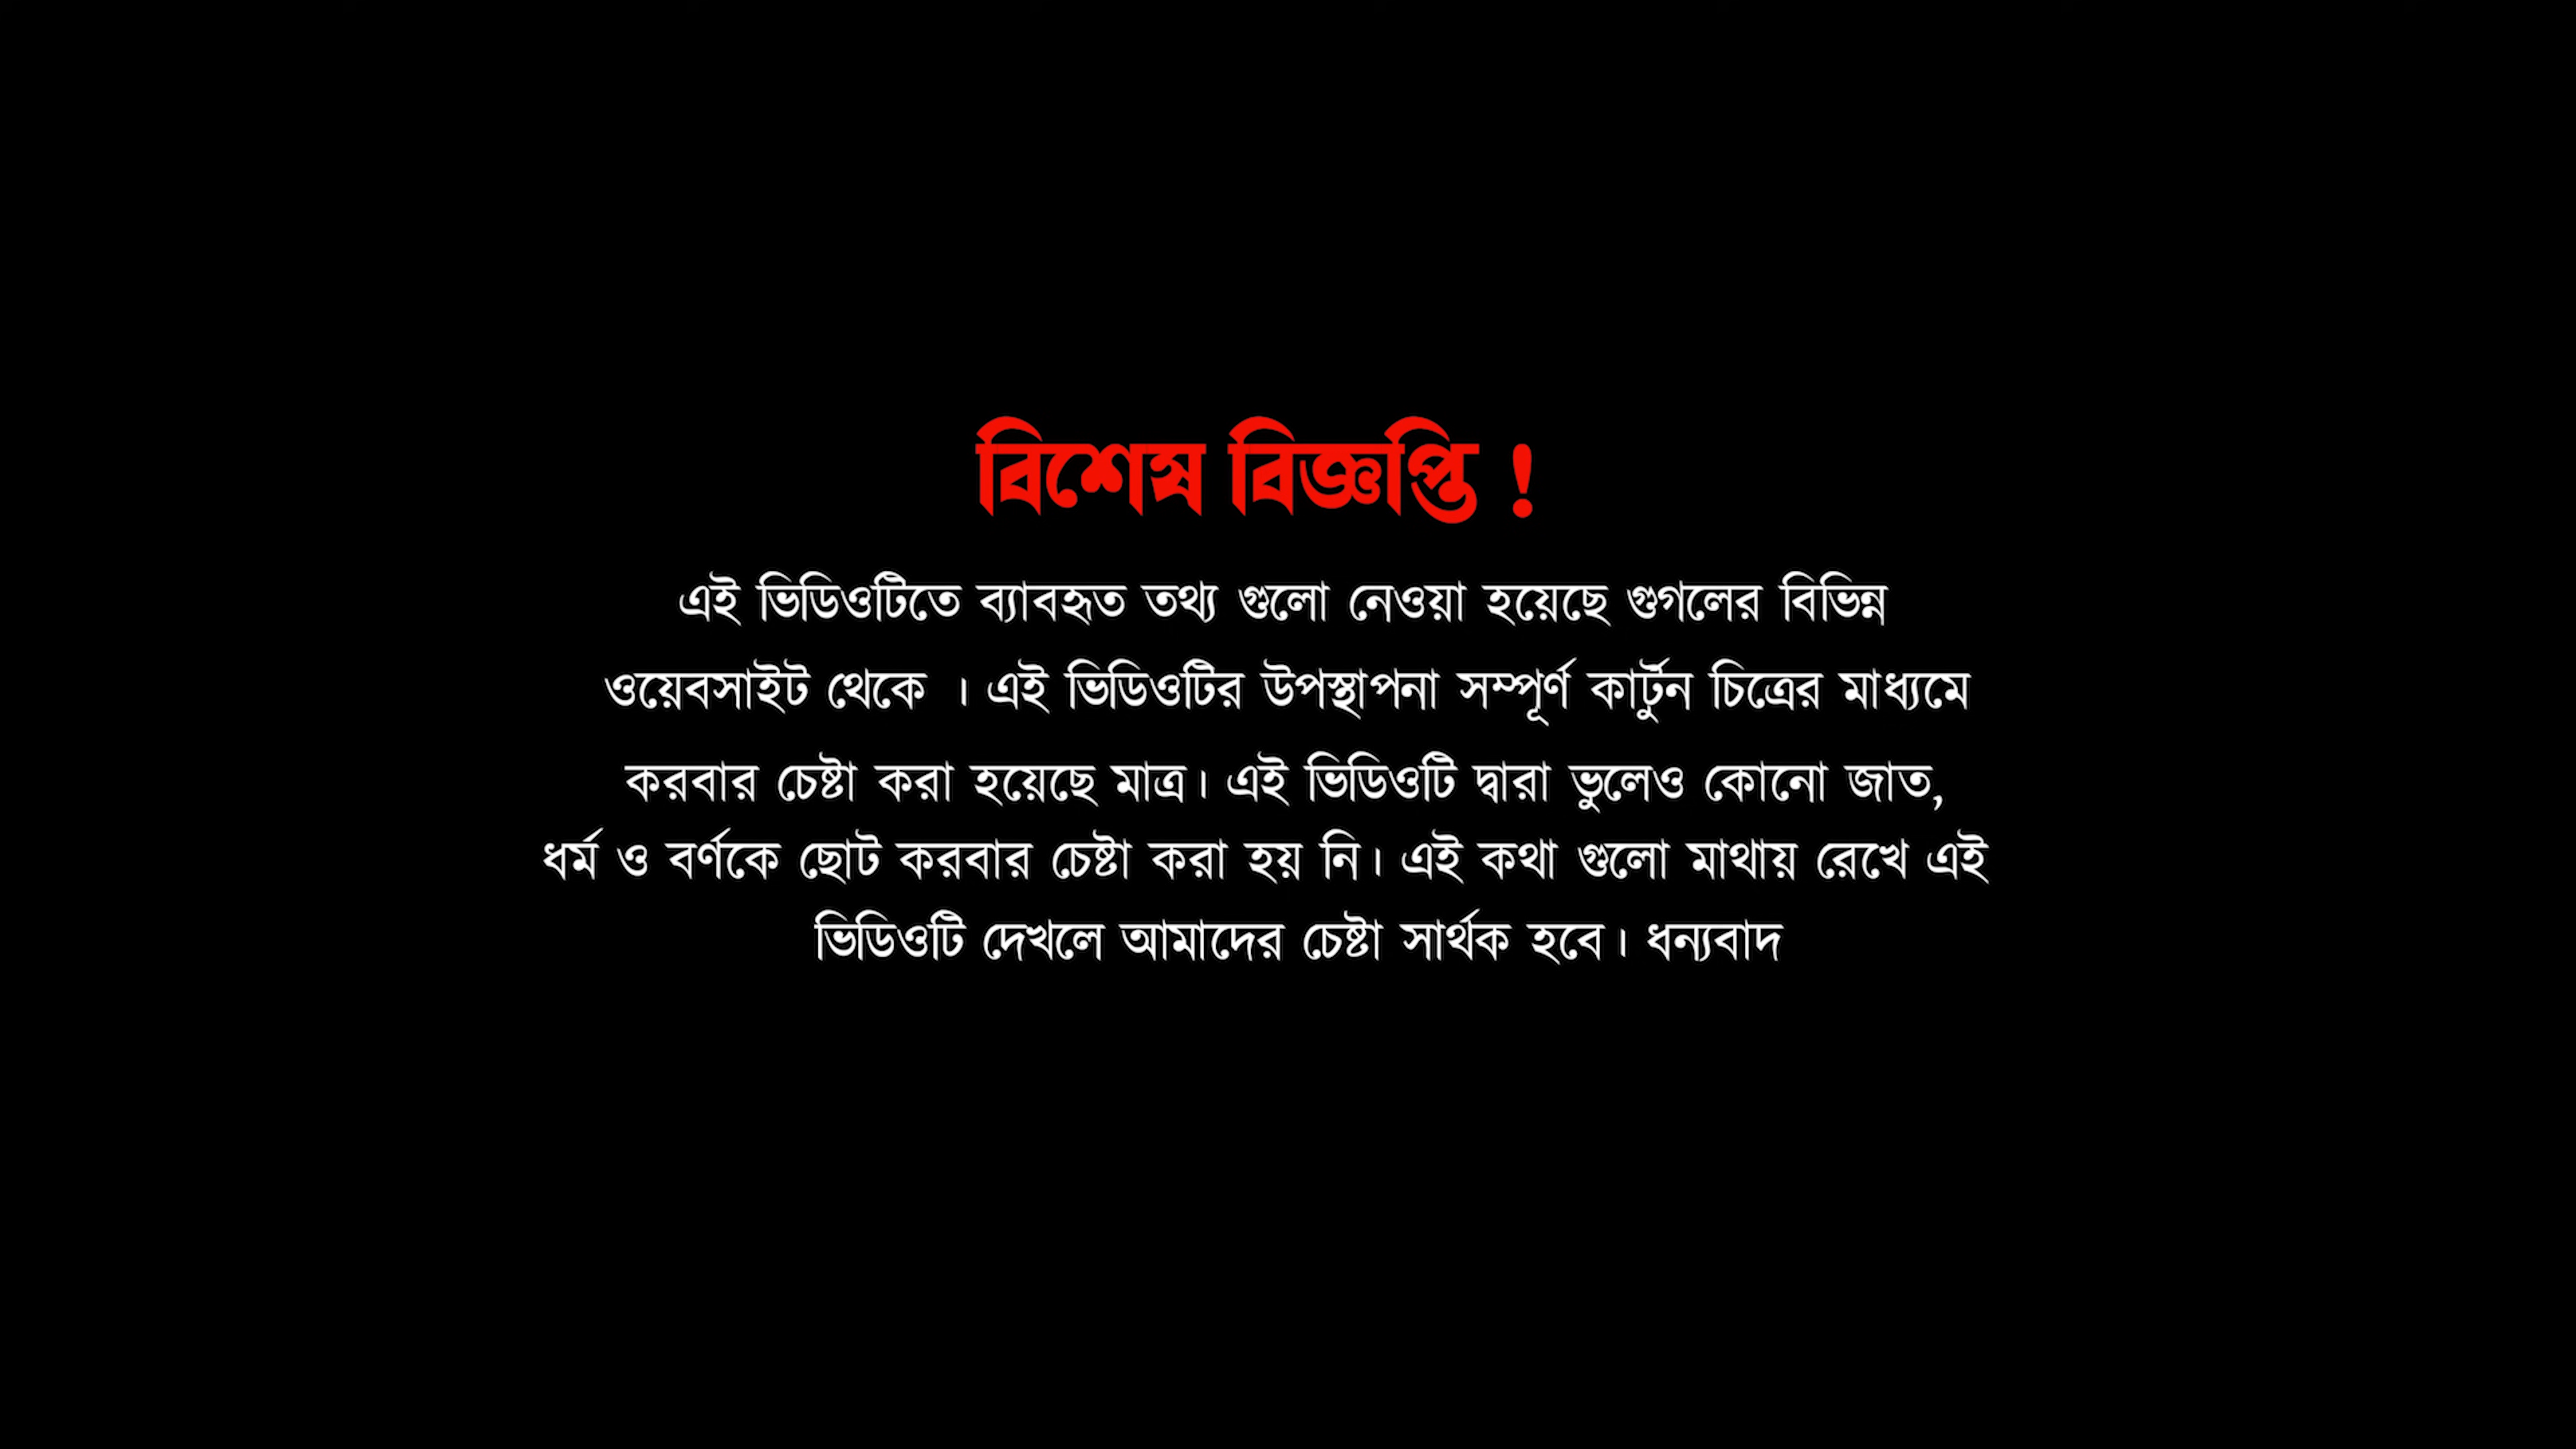 বিশেষ বিজ্ঞপ্তি !
এই ভিডিওটিতে ব্যাবহৃত তথ্য গুলো নেওয়া হয়েছে গুগলের বিভিন্ন
ওয়েবসাইট থেকে । এই ভিডিওটির উপস্থাপনা সম্পূর্ণ কার্টুন চিত্রের মাধ্যমে
করবার চেষ্টা করা হয়েছে মাত্র। এই ভিডিওটি দ্বারা ভুলেও কোনো জাত,
ধর্ম ও বর্ণকে ছোট করবার চেষ্টা করা হয় নি। এই কথা গুলো মাথায় রেখে এই
ভিডিওটি দেখলে আমাদের চেষ্টা সার্থক হবে। ধন্যবাদ